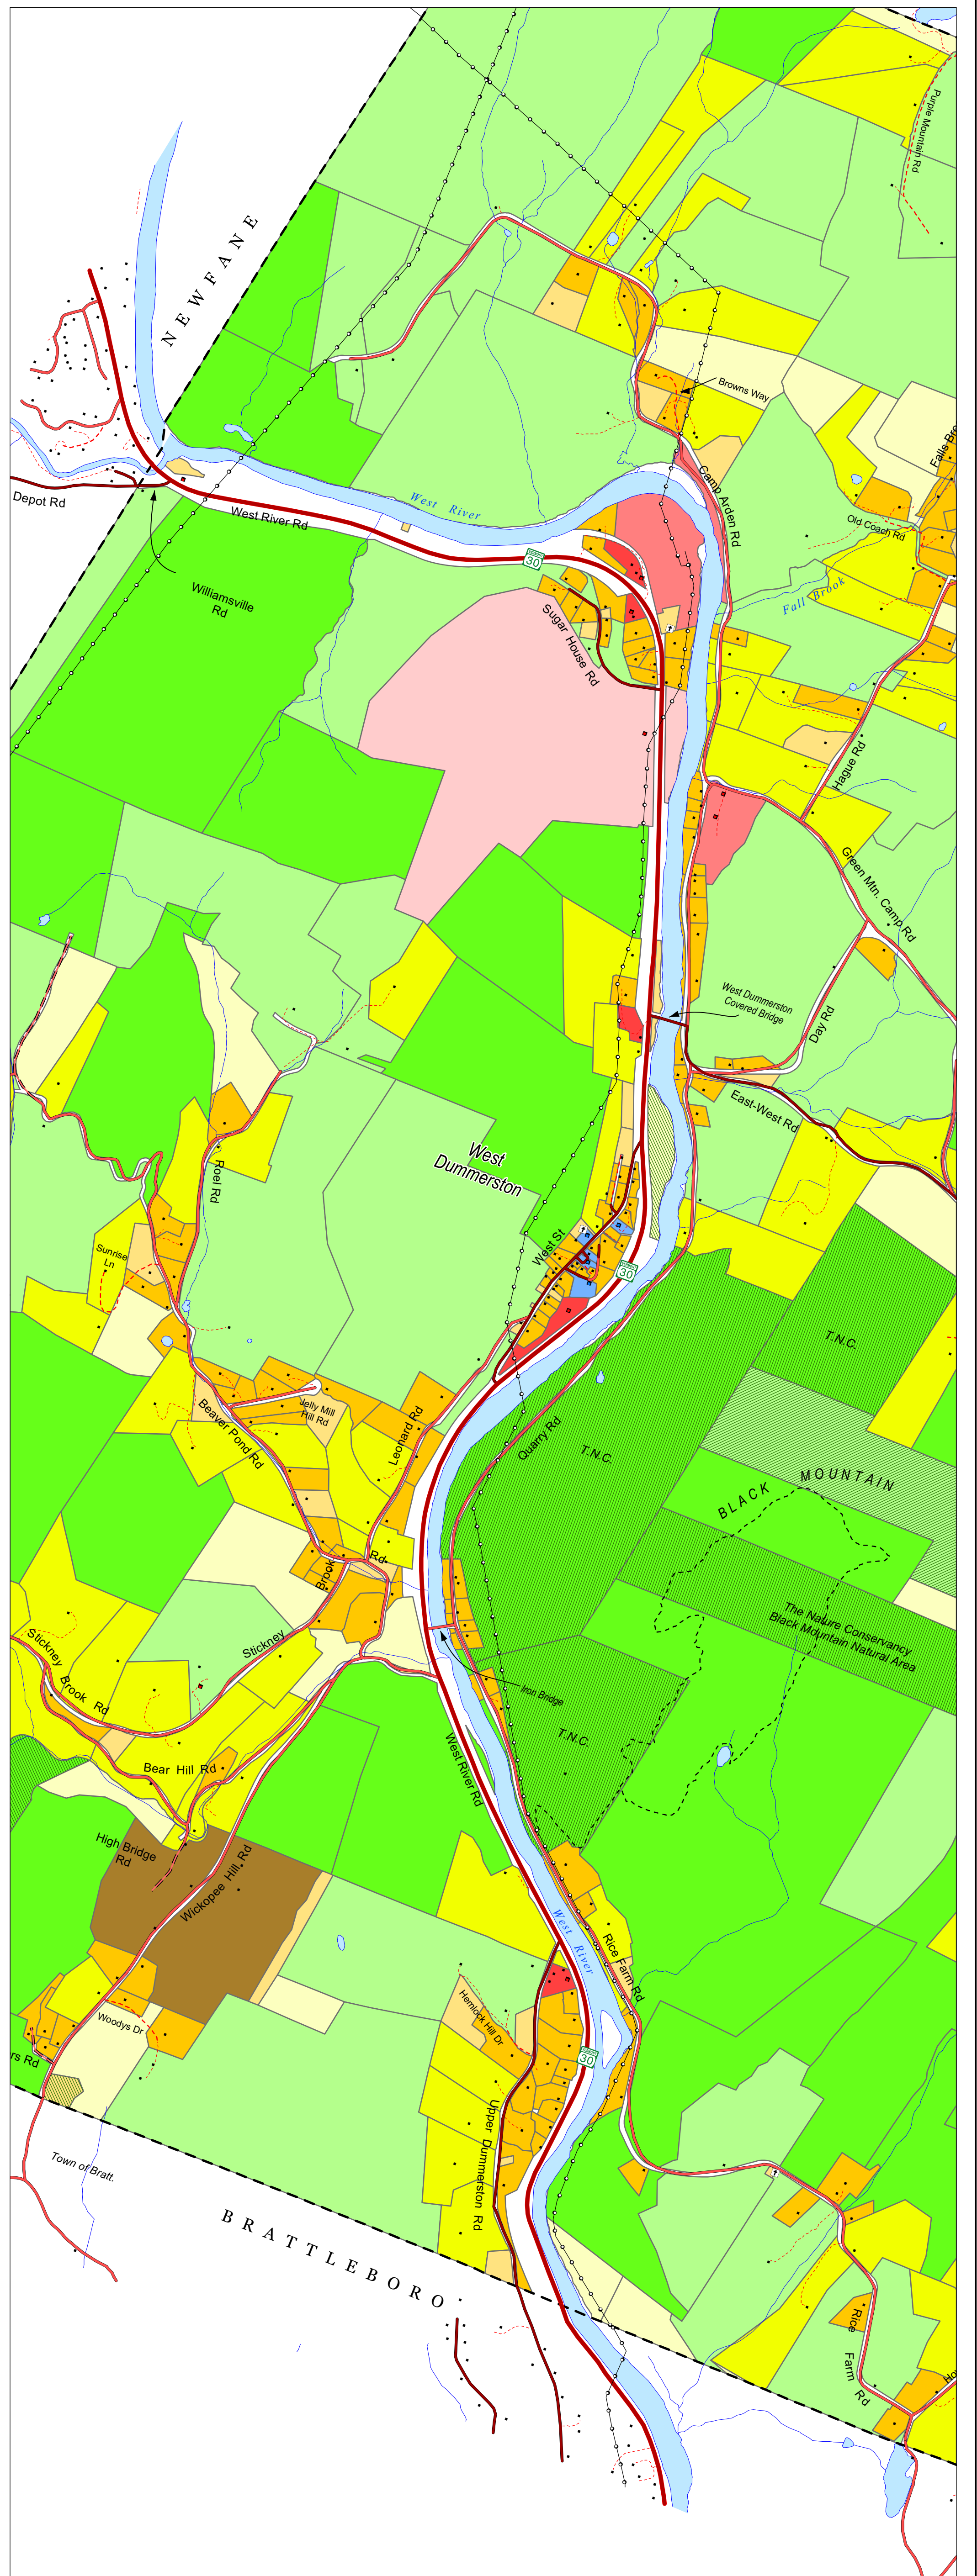 Purple Mountain Rd
NEWFANE
Browns Way
Camp Arden Rd
Old Coach Rd
Depot Rd
West River
West River Rd
30
Fall Brook
Williamsville
Rd
Sugar House Rd
Hague Rd
Green Mtn. Camp Rd
West Dummerston
Covered Bridge
Day Rd
East-West Rd
West
Dummerston
Roel Rd
Sunrise
Ln
West St
30
T.N.C.
Jelly Mill
Hill Rd
Beaver Pond Rd
Leonard Rd
Quarry Rd
T.N.C.
BLACK MOUNTAIN
Stickney Brook Rd
The Nature Conservancy
Black Mountain Natural Area
Stickney Brook Rd
Iron Bridge
T.N.C.
West River Rd
Bear Hill Rd
High Bridge
Rd
Wickopee Hill Rd
West River
Rice Farm Rd
Hemlock Hill Dr
Woodys Dr
rs Rd
30
Upper Dummerston Rd
Town of Bratt.
BRATTLEBORO
Rice Farm Rd